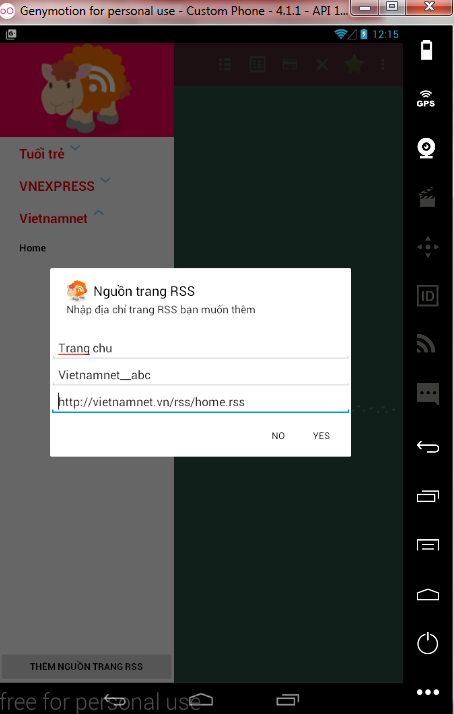 Genymotion for personal use - Custom Phone - 4.1.1 - API 1...
12:15
GPS
Tuổi trẻ
VNEXPRESS
Vietnamnet
Home
ID
Nguồn trang RSS
Nhập địa chỉ trang RSS bạn muốn thêm
Trang chu
Vietnamnet__abc
http://vietnamnet.vn/rss/home.rss
NO YES
THÊM NGUỒN TRANG RSS
free for personal use